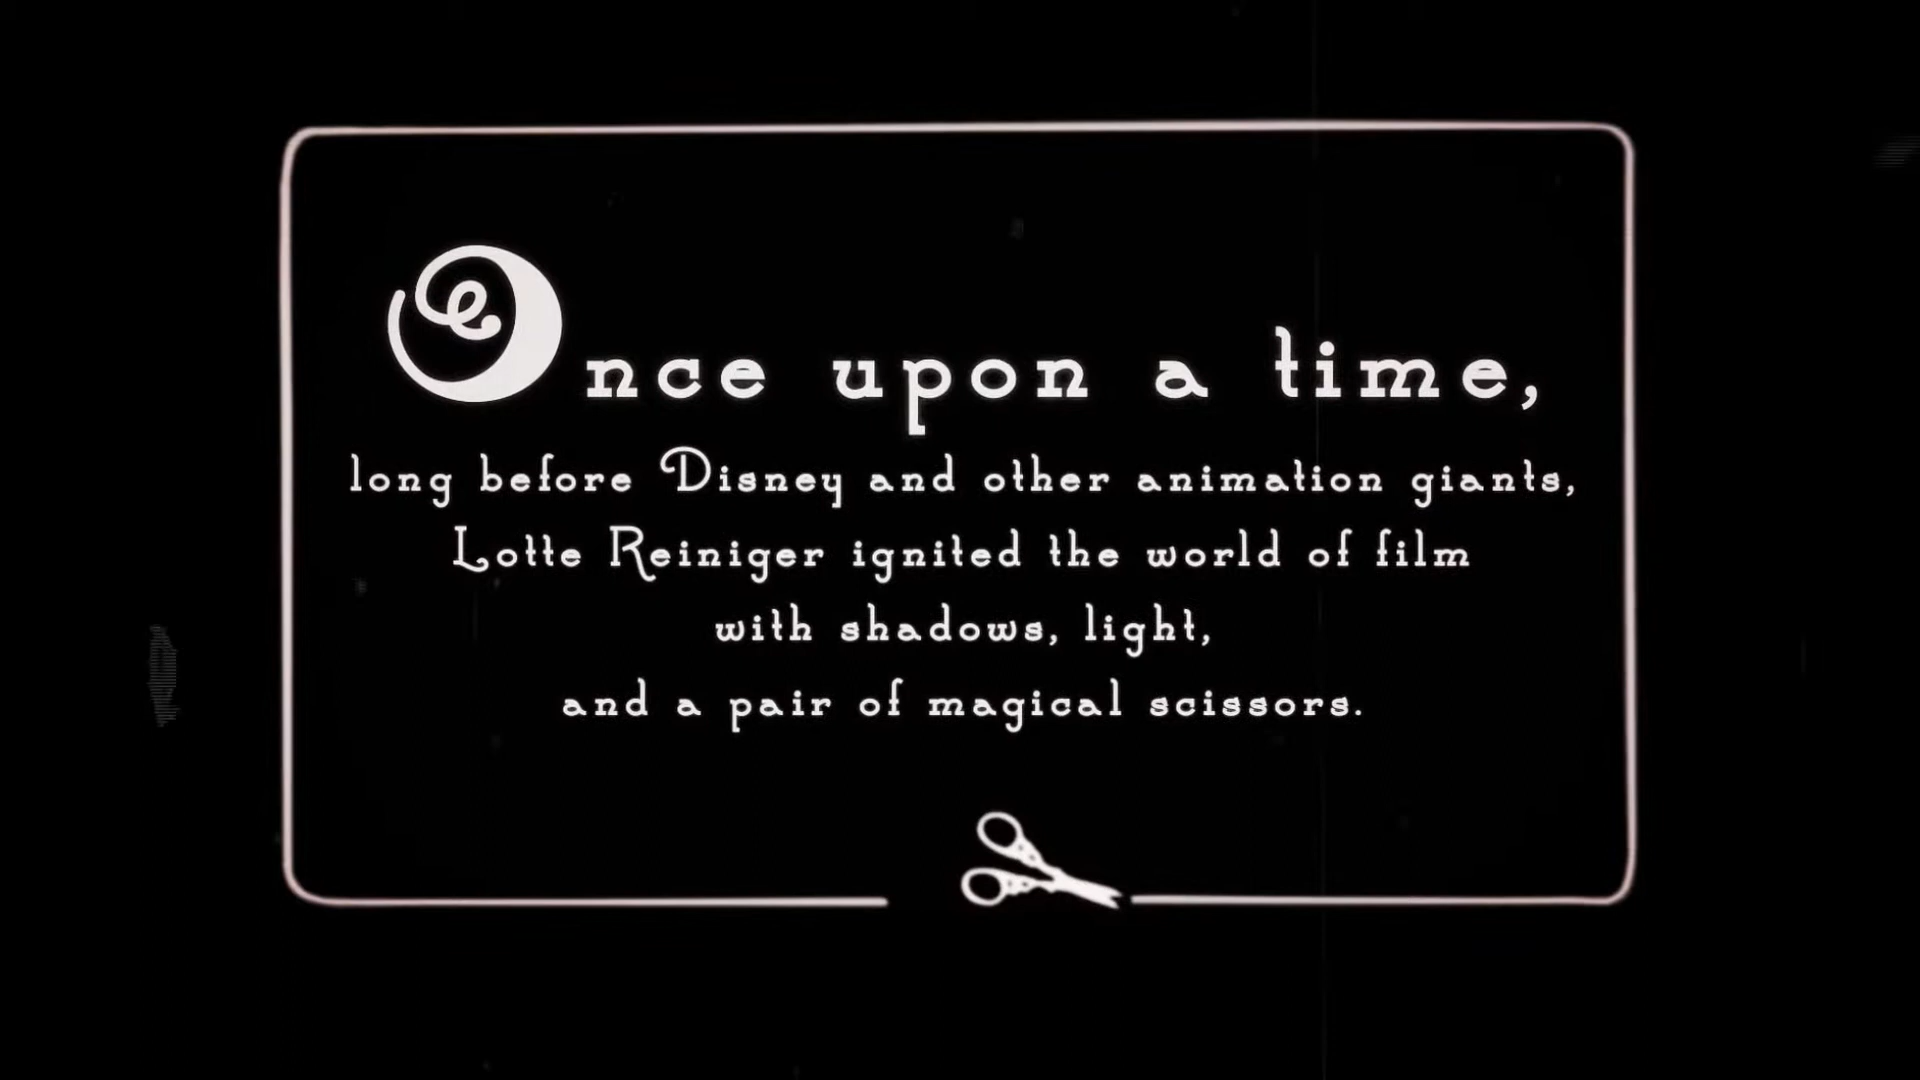 Once upon a time,
long before Disney and other animation giants,
Lotte Reiniger ignited the world of film
with shadows, light,
and a pair of magical scissors.